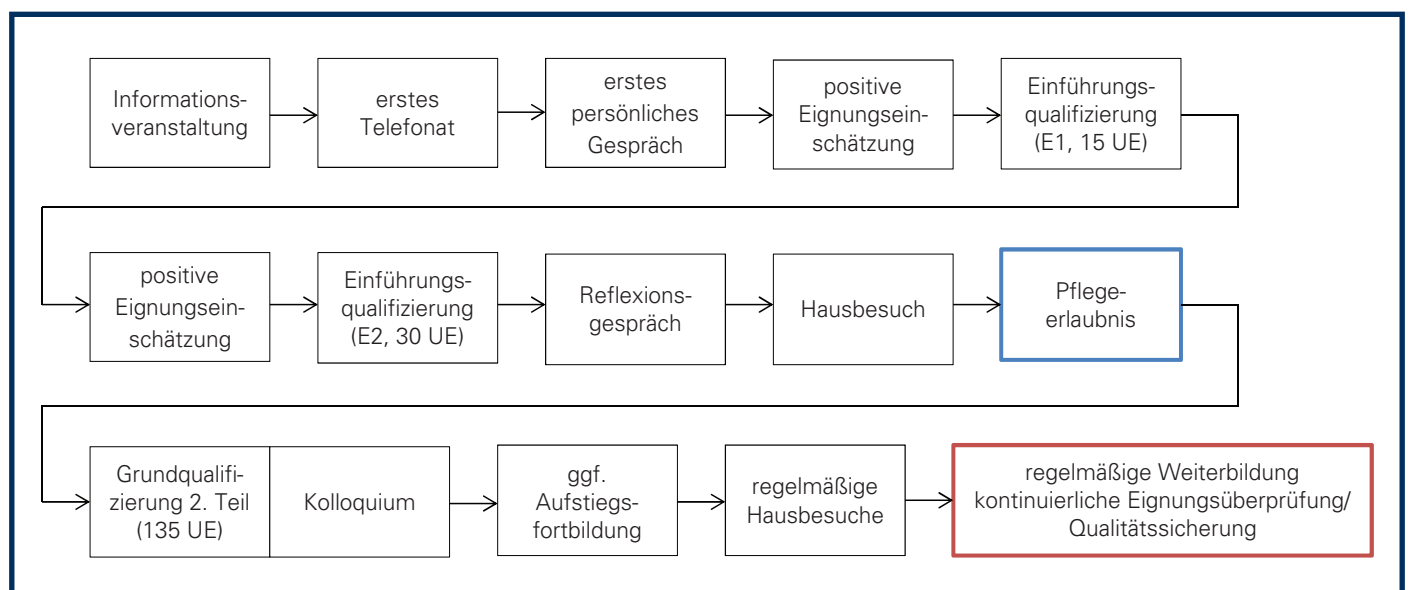 Informations-
veranstaltung
erstes
Telefonat
erstes
persönliches
Gespräch
positive
Eignungsein-
schätzung
Einführungs-
qualifizierung
(E1, 15 UE)
positive
Eignungsein-
schätzung
Einführungs-
qualifizierung
(E2, 30 UE)
Reflexions-
gespräch
Hausbesuch
Pflege-
erlaubnis
Grundqualifi-
zierung 2. Teil
(135 UE)
Kolloquium
ggf.
Aufstiegs-
fortbildung
regelmäßige
Hausbesuche
regelmäßige Weiterbildung
kontinuierliche Eignungsüberprüfung/
Qualitätssicherung